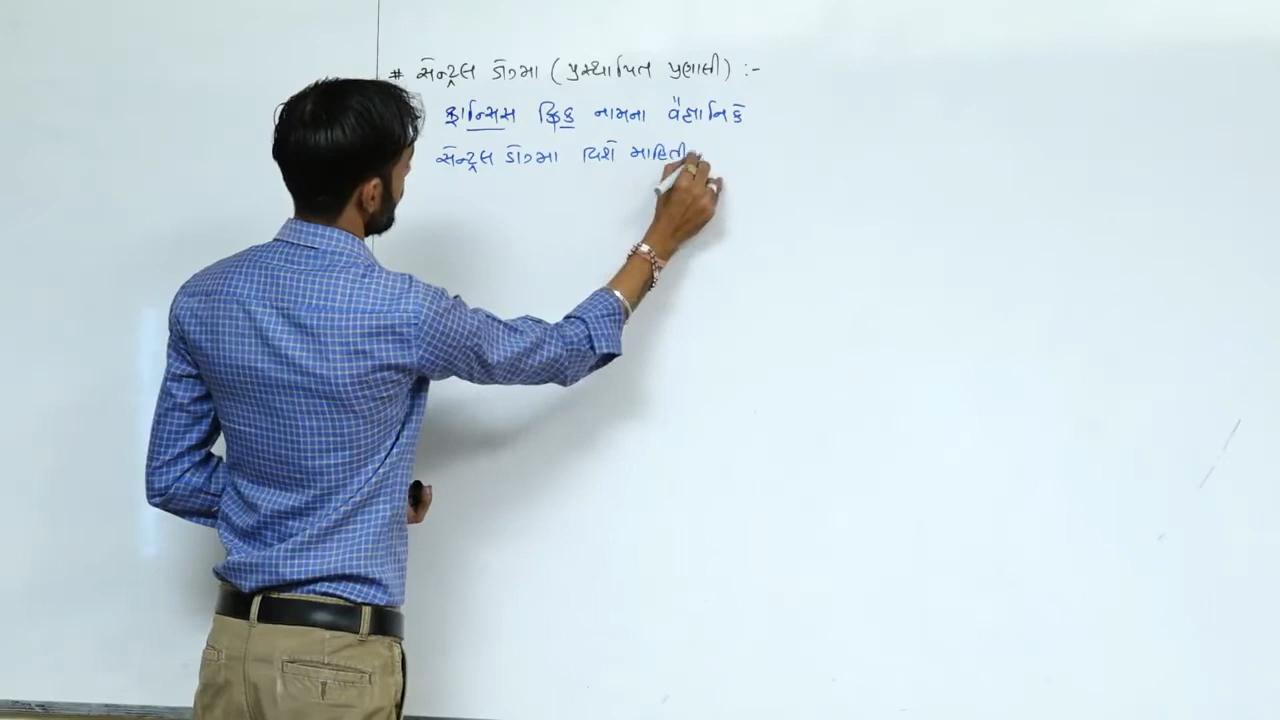 # સેન્ટ્રલ ડોગ્મા (પ્રસ્થાપિત પ્રણાલી) :-
ફ્રાન્સિસ ક્રિક નામના વૈજ્ઞાનિકે
સેન્ટ્રલ ડોગ્મા વિશે માહિતી